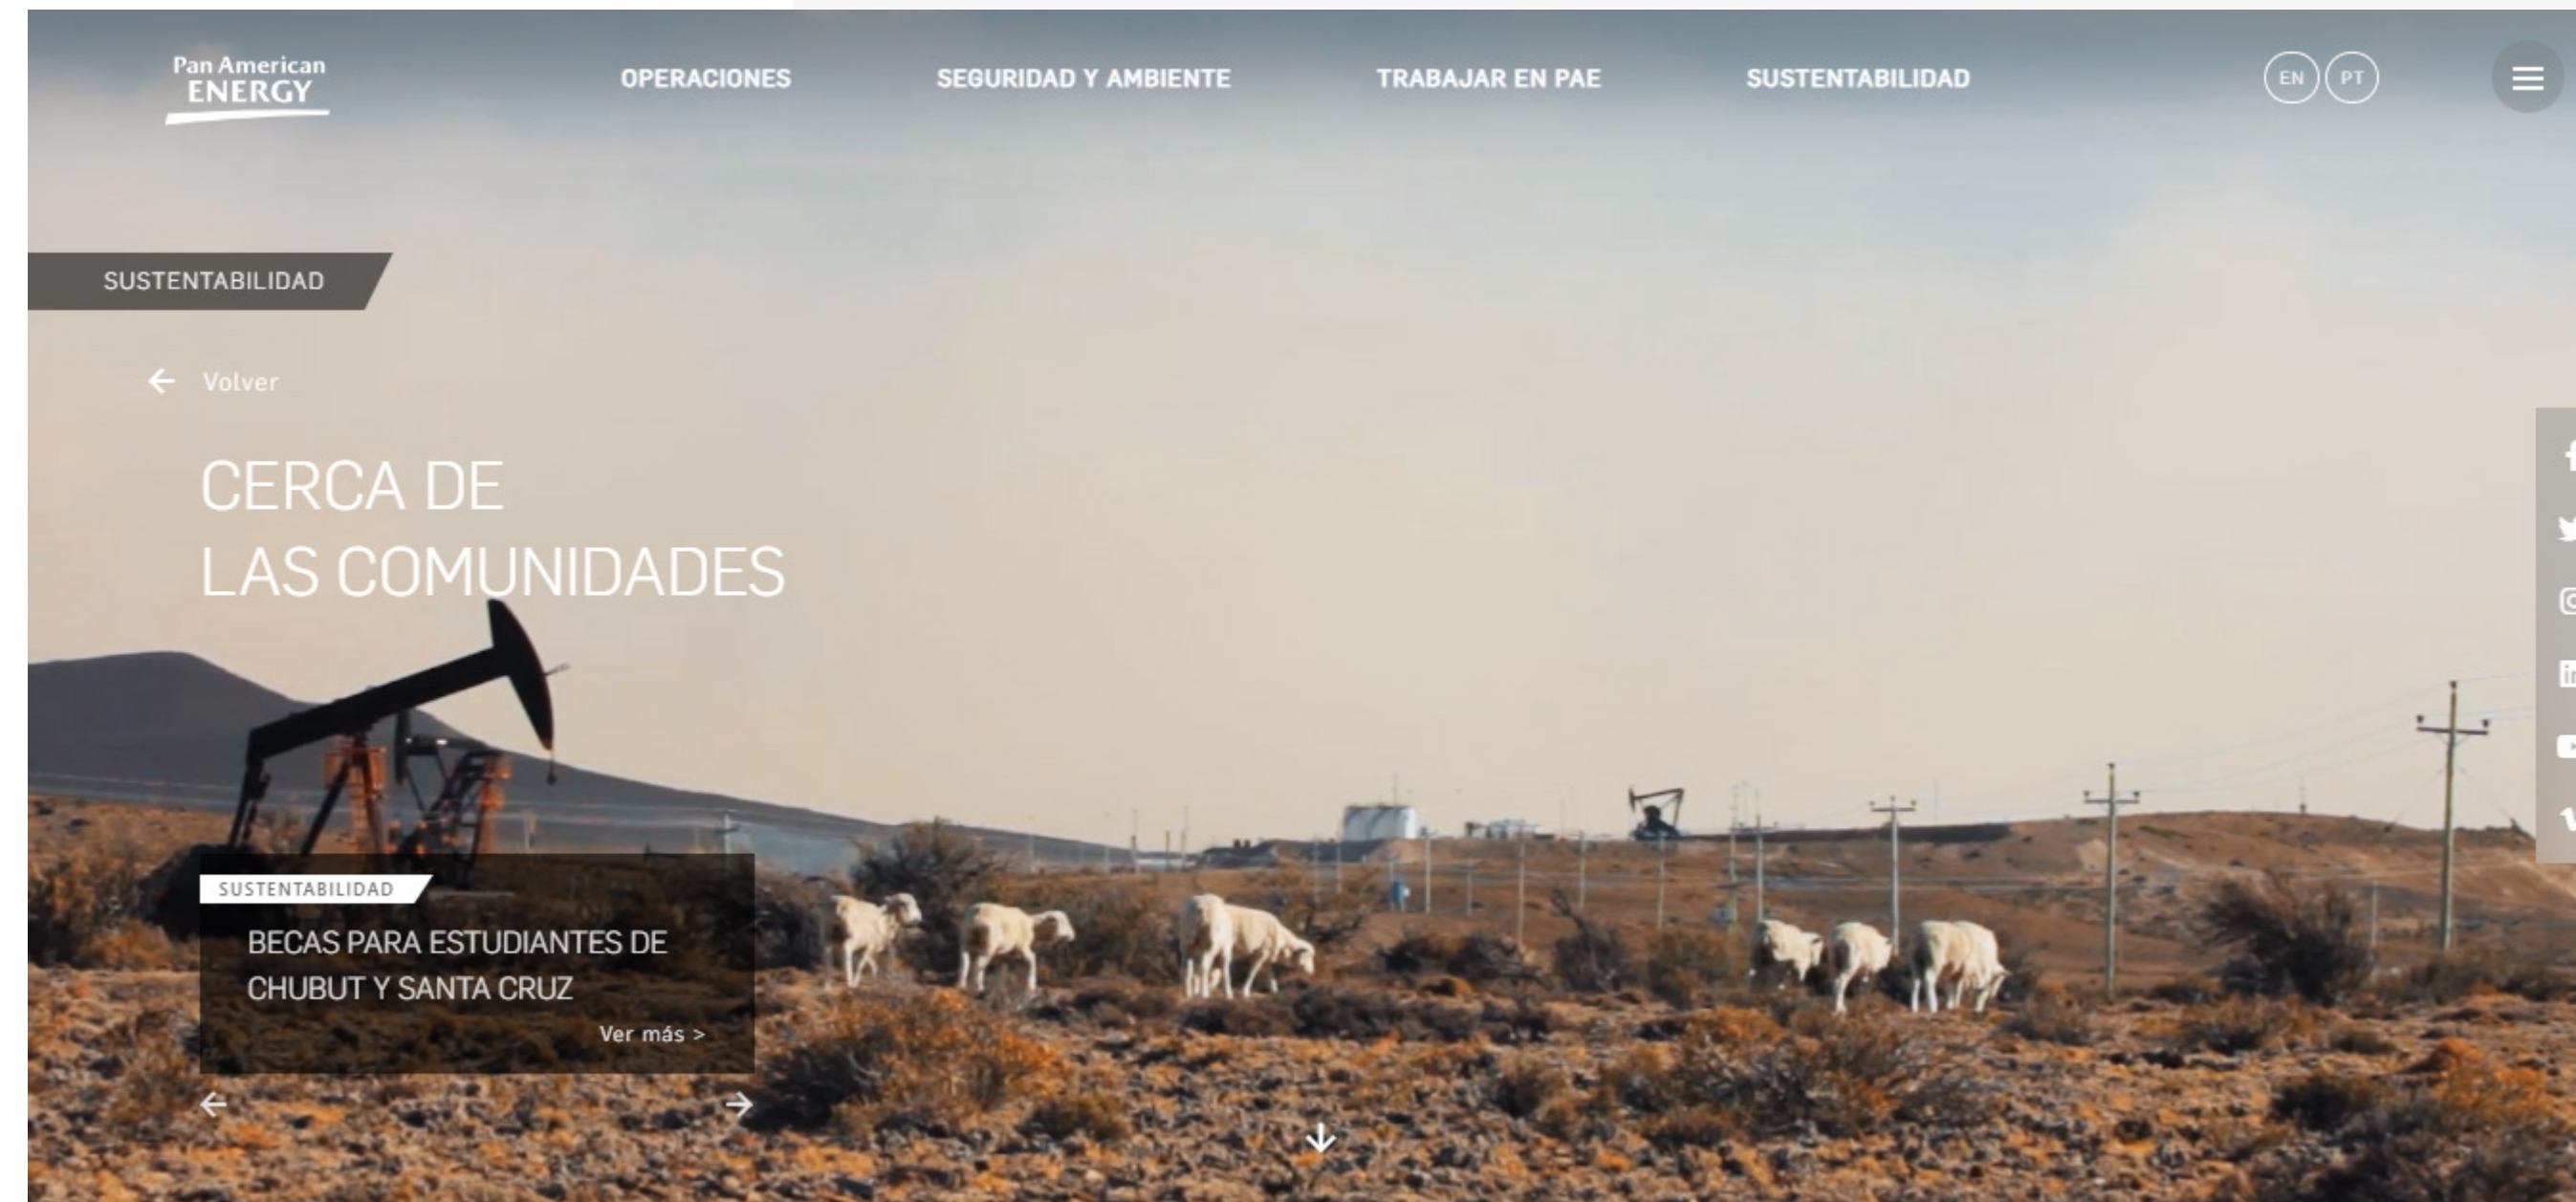 Pan American
ENERGY
OPERACIONES
SEGURIDAD Y AMBIENTE
TRABAJAR EN PAE
SUSTENTABILIDAD
EN
PT
SUSTENTABILIDAD
← Volver
CERCA DE
LAS COMUNIDADES
SUSTENTABILIDAD
BECAS PARA ESTUDIANTES DE
CHUBUT Y SANTA CRUZ
Ver más >